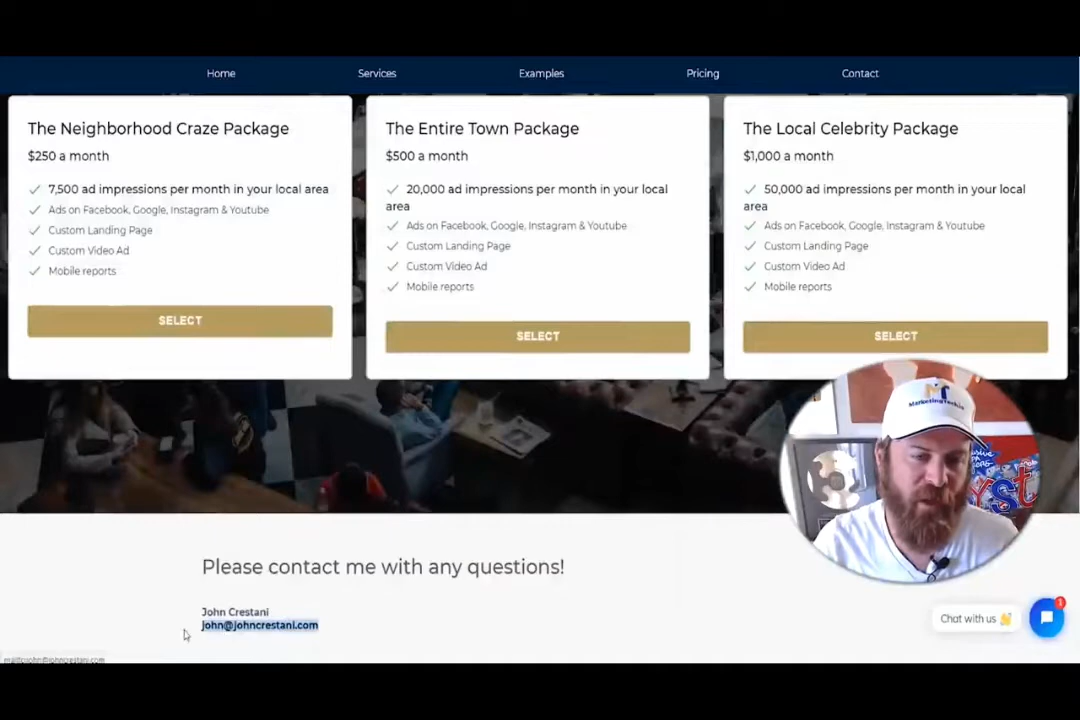 Home Services Examples Pricing Contact
The Neighborhood Craze Package
$250 a month
7,500 ad impressions per month in your local area
Ads on Facebook, Google, Instagram & Youtube
Custom Landing Page
Custom Video Ad
Mobile reports
SELECT
The Entire Town Package
$500 a month
20,000 ad impressions per month in your local
area
Ads on Facebook, Google, Instagram & Youtube
Custom Landing Page
Custom Video Ad
Mobile reports
SELECT
The Local Celebrity Package
$1,000 a month
50,000 ad impressions per month in your local
area
Ads on Facebook, Google, Instagram & Youtube
Custom Landing Page
Custom Video Ad
Mobile reports
SELECT
Please contact me with any questions!
John Crestani
john@johncrestani.com
Chat with us 👋
1